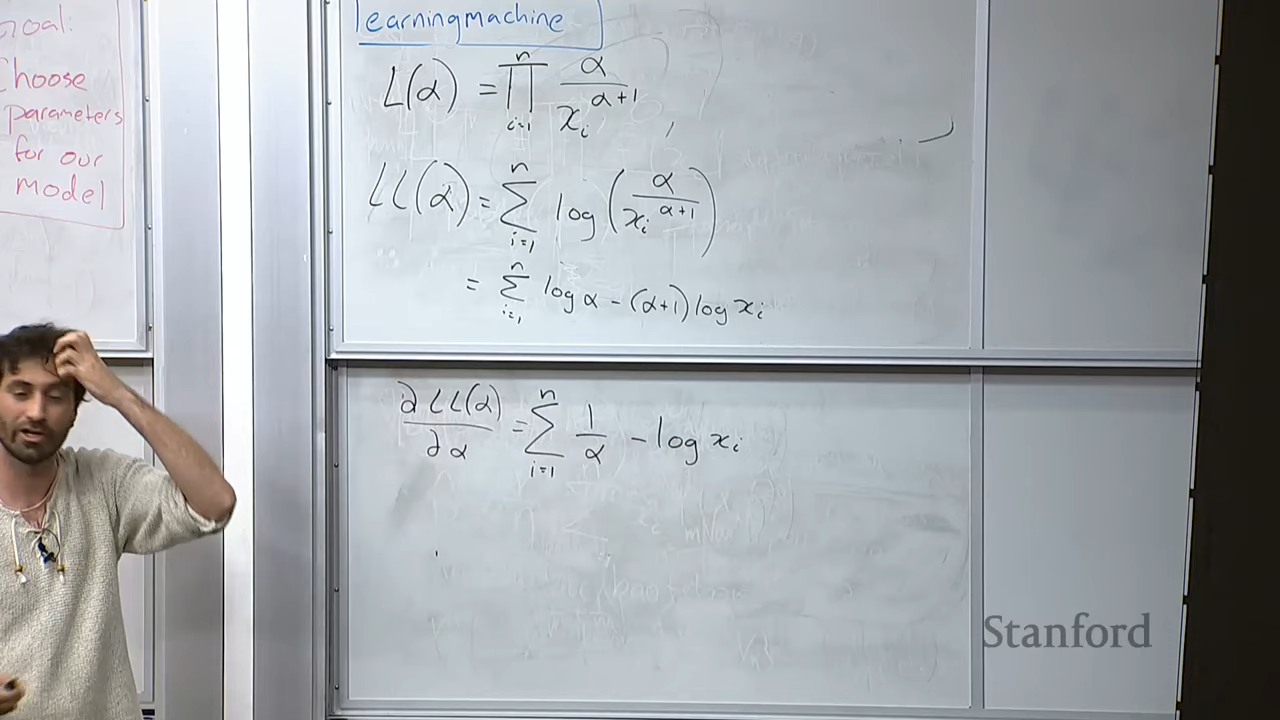 Goal:
Choose
parameters
for our
model
learningmachine
L(α) = ∏_{i=1}^{n} α / x_i^{α+1}
LL(α) = ∑_{i=1}^{n} log (α / x_i^{α+1})
= ∑_{i=1}^{n} log α - (α+1) log x_i
∂ LL(α) / ∂α = ∑_{i=1}^{n} 1/α - log x_i
Stanford